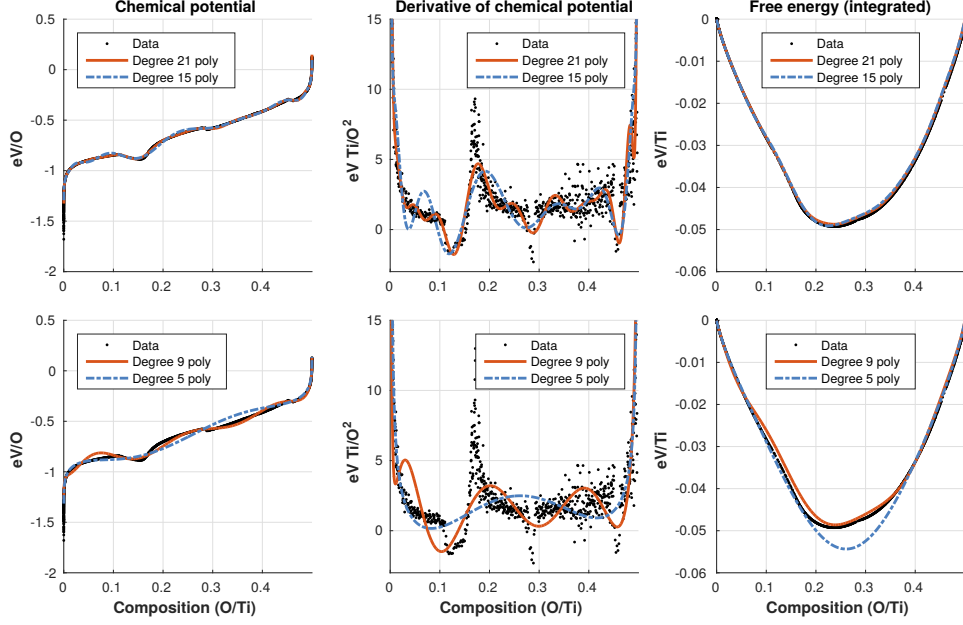 Chemical potential
Derivative of chemical potential
Free energy (integrated)
0.5
0
-0.5
-1
-1.5
-2
eV/O
Data
Degree 21 poly
Degree 15 poly
0
0.1
0.2
0.3
0.4
15
10
5
0
eV Ti/O²
Data
Degree 21 poly
Degree 15 poly
0
0.1
0.2
0.3
0.4
0
-0.01
-0.02
-0.03
-0.04
-0.05
-0.06
eV/Ti
Data
Degree 21 poly
Degree 15 poly
0
0.1
0.2
0.3
0.4
0.5
0
-0.5
-1
-1.5
-2
eV/O
Data
Degree 9 poly
Degree 5 poly
0
0.1
0.2
0.3
0.4
Composition (O/Ti)
15
10
5
0
eV Ti/O²
Data
Degree 9 poly
Degree 5 poly
0
0.1
0.2
0.3
0.4
Composition (O/Ti)
0
-0.01
-0.02
-0.03
-0.04
-0.05
-0.06
eV/Ti
Data
Degree 9 poly
Degree 5 poly
0
0.1
0.2
0.3
0.4
Composition (O/Ti)